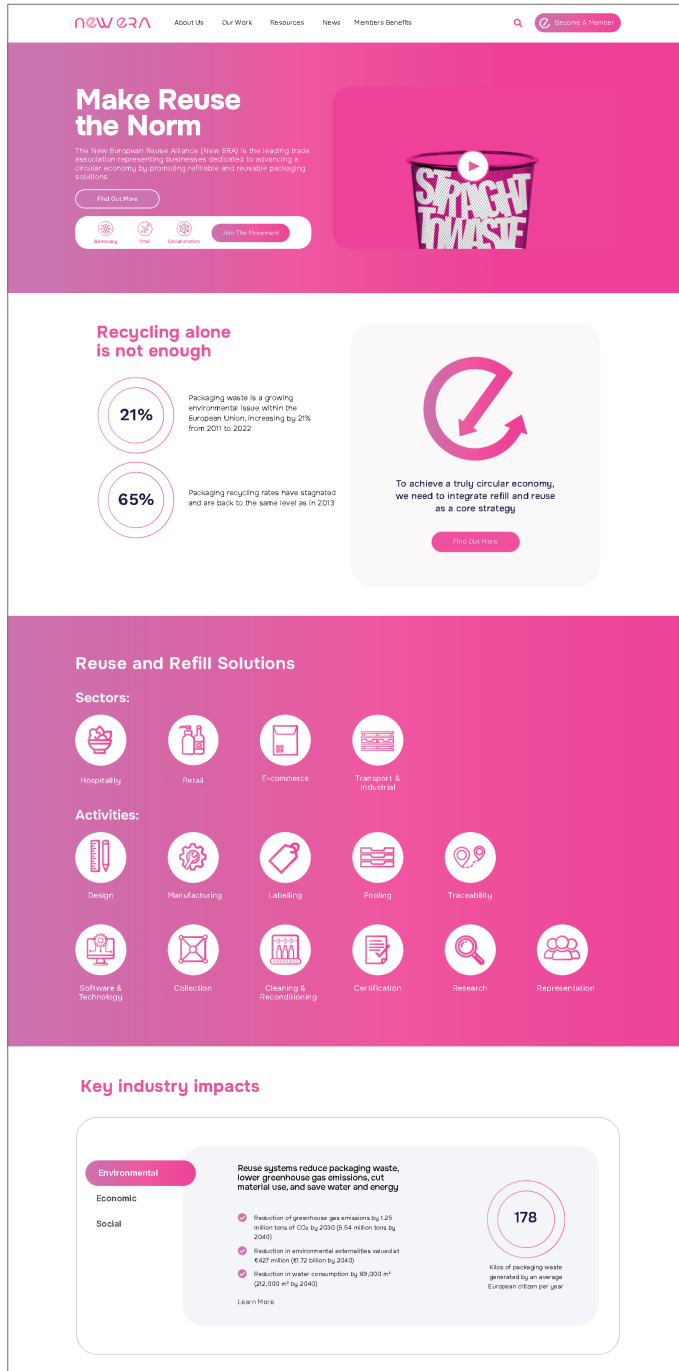 new era
About Us
Our Work
Resources
News
Members Benefits
Become A Member
Make Reuse
the Norm
The New European Reuse Alliance (New ERA) is the leading trade
association representing businesses dedicated to advancing a
circular economy by promoting refillable and reusable packaging
solutions
Find Out More
Advocacy
Intel
Collaboration
Join The Movement
STRAIGHT
TO WASTE
Recycling alone
is not enough
21%
Packaging waste is a growing
environmental issue within the
European Union, increasing by 21%
from 2011 to 2022
65%
Packaging recycling rates have stagnated
and are back to the same level as in 2013
To achieve a truly circular economy,
we need to integrate refill and reuse
as a core strategy
Find Out More
Reuse and Refill Solutions
Sectors:
Hospitality
Retail
E-commerce
Transport &
Industrial
Activities:
Design
Manufacturing
Labelling
Pooling
Traceability
Software &
Technology
Collection
Cleaning &
Reconditioning
Certification
Research
Representation
Key industry impacts
Environmental
Economic
Social
Reuse systems reduce packaging waste,
lower greenhouse gas emissions, cut
material use, and save water and energy
Reduction of greenhouse gas emissions by 1.25
million tons of CO₂ by 2030 (5.54 million tons by
2040)
Reduction in environmental externalities valued at
€427 million (€1.72 billion by 2040)
Reduction in water consumption by 69,000 m³
(212,000 m³ by 2040)
Learn More
178
Kilos of packaging waste
generated by an average
European citizen per year